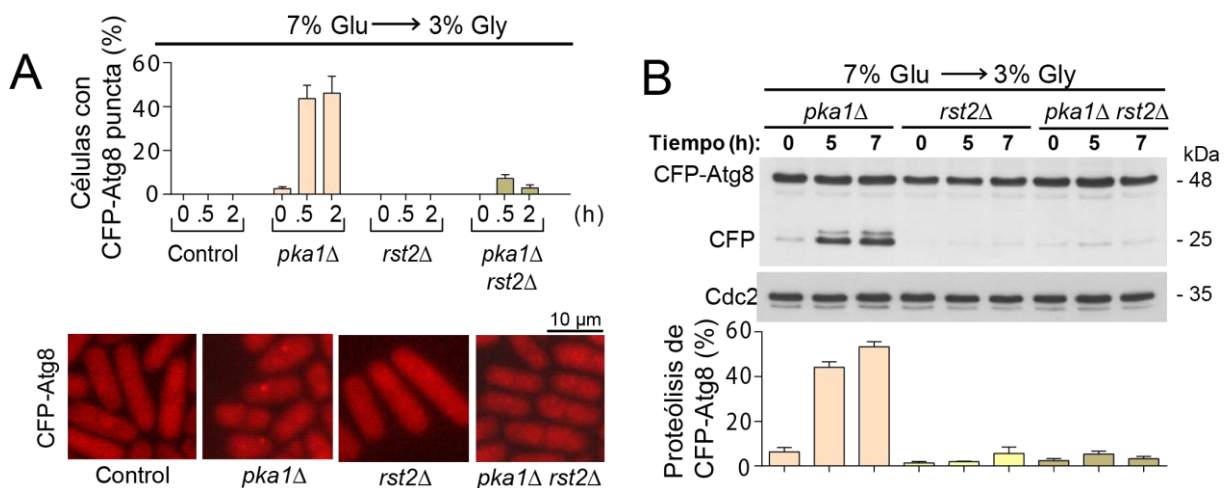 A
7% Glu ⟶ 3% Gly
Células con
CFP-Atg8 puncta (%)
60
40
20
0
0 .5 2 0 .5 2 0 .5 2 0 .5 2 (h)
Control pka1Δ rst2Δ pka1Δ
rst2Δ
10 µm
CFP-Atg8
Control pka1Δ rst2Δ pka1Δ rst2Δ
B
7% Glu ⟶ 3% Gly
pka1Δ rst2Δ pka1Δ rst2Δ
Tiempo (h): 0 5 7 0 5 7 0 5 7 kDa
CFP-Atg8 - 48
CFP - 25
Cdc2 - 35
Proteólisis de
CFP-Atg8 (%)
60
40
20
0